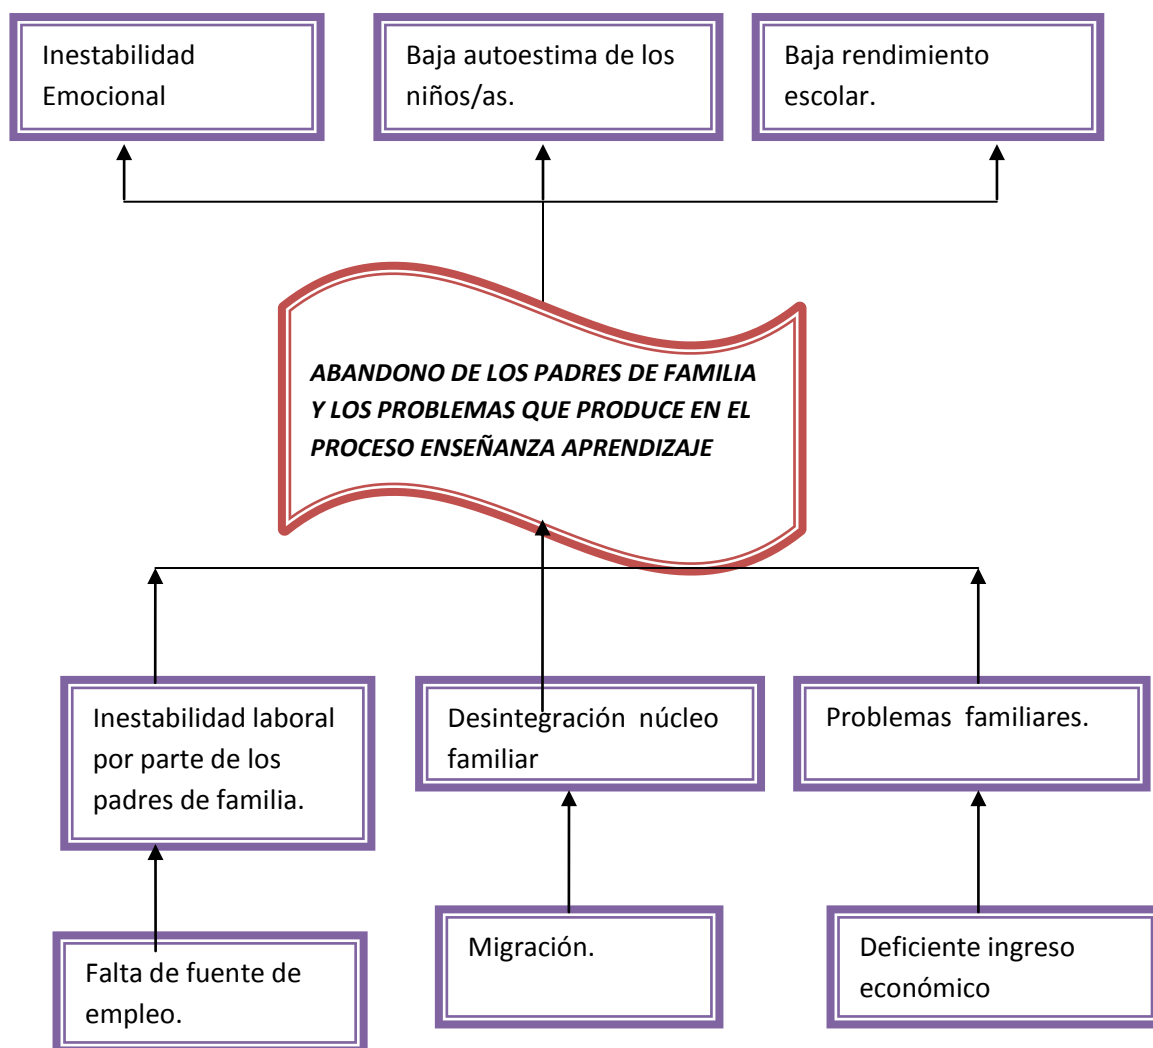 Inestabilidad
Emocional
Baja autoestima de los
niños/as.
Baja rendimiento
escolar.
ABANDONO DE LOS PADRES DE FAMILIA
Y LOS PROBLEMAS QUE PRODUCE EN EL
PROCESO ENSEÑANZA APRENDIZAJE
Inestabilidad laboral
por parte de los
padres de familia.
Desintegración núcleo
familiar
Problemas familiares.
Falta de fuente de
empleo.
Migración.
Deficiente ingreso
económico